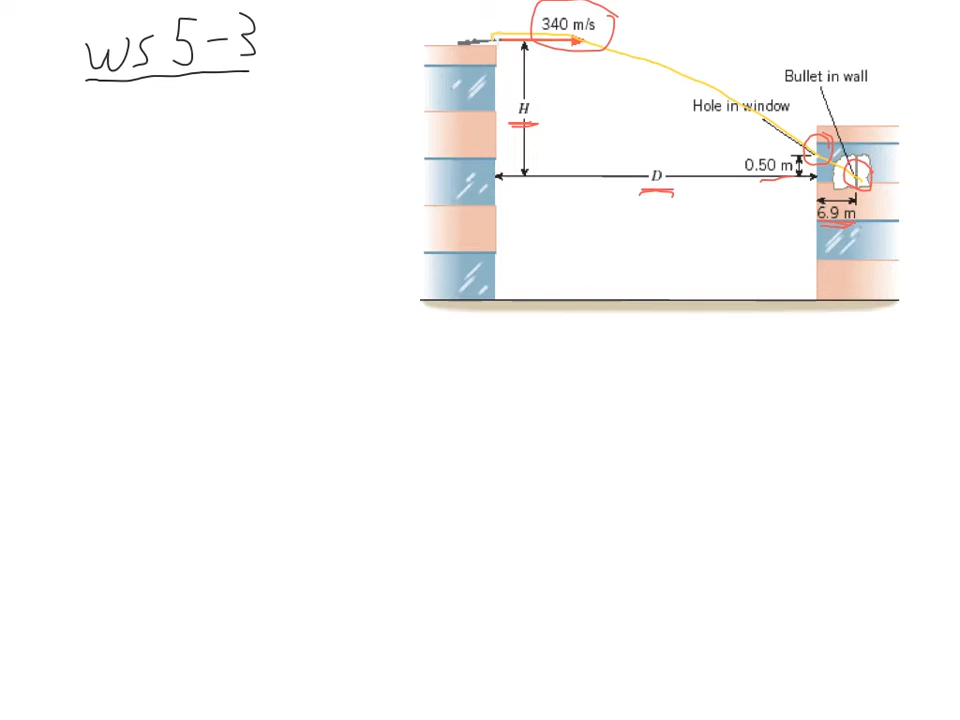 WS 5-3
340 m/s
Bullet in wall
H
Hole in window
0.50 m
D
6.9 m